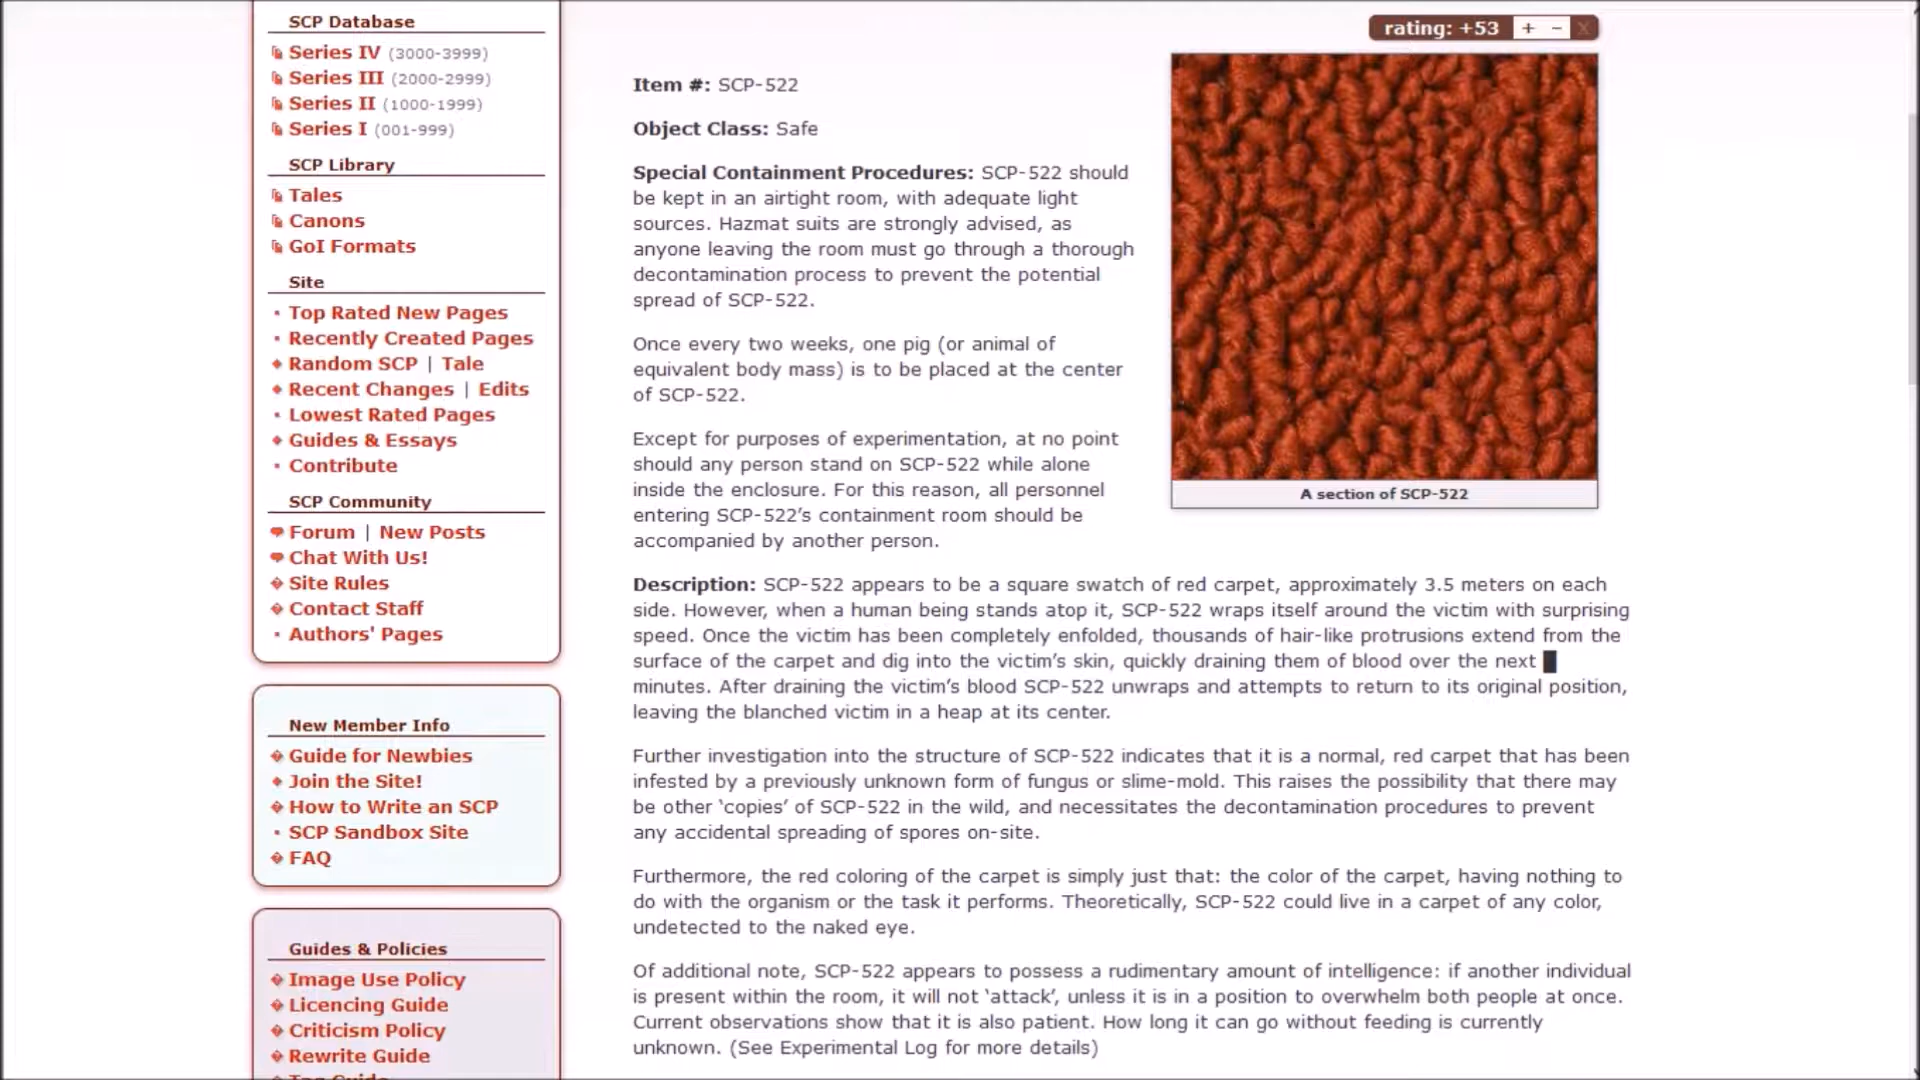 SCP Database
Series IV (3000-3999)
Series III (2000-2999)
Series II (1000-1999)
Series I (001-999)
SCP Library
Tales
Canons
GoI Formats
Site
Top Rated New Pages
Recently Created Pages
Random SCP | Tale
Recent Changes | Edits
Lowest Rated Pages
Guides & Essays
Contribute
SCP Community
Forum | New Posts
Chat With Us!
Site Rules
Contact Staff
Authors' Pages
New Member Info
Guide for Newbies
Join the Site!
How to Write an SCP
SCP Sandbox Site
FAQ
Guides & Policies
Image Use Policy
Licencing Guide
Criticism Policy
Rewrite Guide
Tag Guide
rating: +53 + − X
Item #: SCP-522
Object Class: Safe
Special Containment Procedures: SCP-522 should
be kept in an airtight room, with adequate light
sources. Hazmat suits are strongly advised, as
anyone leaving the room must go through a thorough
decontamination process to prevent the potential
spread of SCP-522.
Once every two weeks, one pig (or animal of
equivalent body mass) is to be placed at the center
of SCP-522.
Except for purposes of experimentation, at no point
should any person stand on SCP-522 while alone
inside the enclosure. For this reason, all personnel
entering SCP-522’s containment room should be
accompanied by another person.
A section of SCP-522
Description: SCP-522 appears to be a square swatch of red carpet, approximately 3.5 meters on each
side. However, when a human being stands atop it, SCP-522 wraps itself around the victim with surprising
speed. Once the victim has been completely enfolded, thousands of hair-like protrusions extend from the
surface of the carpet and dig into the victim’s skin, quickly draining them of blood over the next █
minutes. After draining the victim’s blood SCP-522 unwraps and attempts to return to its original position,
leaving the blanched victim in a heap at its center.
Further investigation into the structure of SCP-522 indicates that it is a normal, red carpet that has been
infested by a previously unknown form of fungus or slime-mold. This raises the possibility that there may
be other ‘copies’ of SCP-522 in the wild, and necessitates the decontamination procedures to prevent
any accidental spreading of spores on-site.
Furthermore, the red coloring of the carpet is simply just that: the color of the carpet, having nothing to
do with the organism or the task it performs. Theoretically, SCP-522 could live in a carpet of any color,
undetected to the naked eye.
Of additional note, SCP-522 appears to possess a rudimentary amount of intelligence: if another individual
is present within the room, it will not ‘attack’, unless it is in a position to overwhelm both people at once.
Current observations show that it is also patient. How long it can go without feeding is currently
unknown. (See Experimental Log for more details)